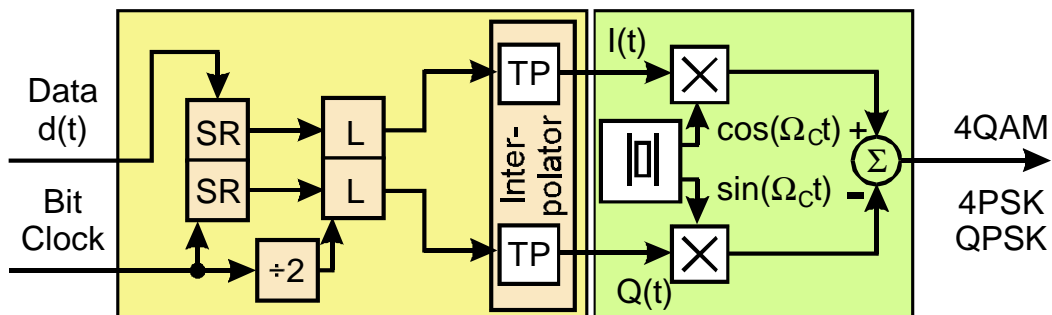 Data
d(t)
Bit
Clock
SR
SR
÷2
L
L
Inter-
polator
TP
TP
I(t)
Q(t)
cos(Ω_Ct)
sin(Ω_Ct)
+
Σ
-
4QAM
4PSK
QPSK